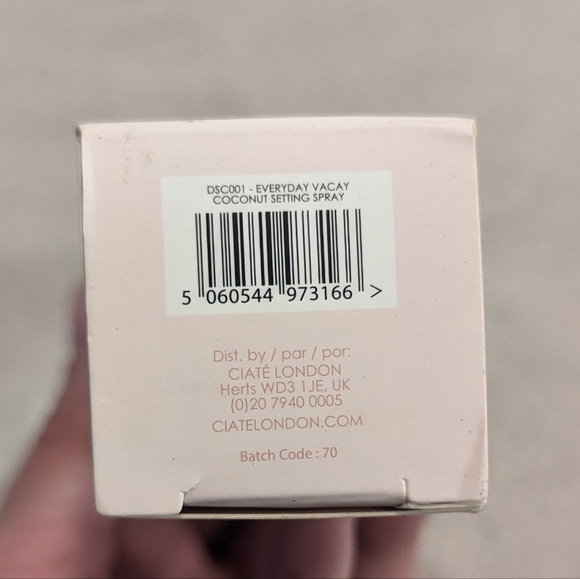 DSC001 - EVERYDAY VACAY
COCONUT SETTING SPRAY
5 060544 973166 >
Dist. by / par / por:
CIATÉ LONDON
Herts WD3 1JE, UK
(0)20 7940 0005
CIATELONDON.COM
Batch Code : 70